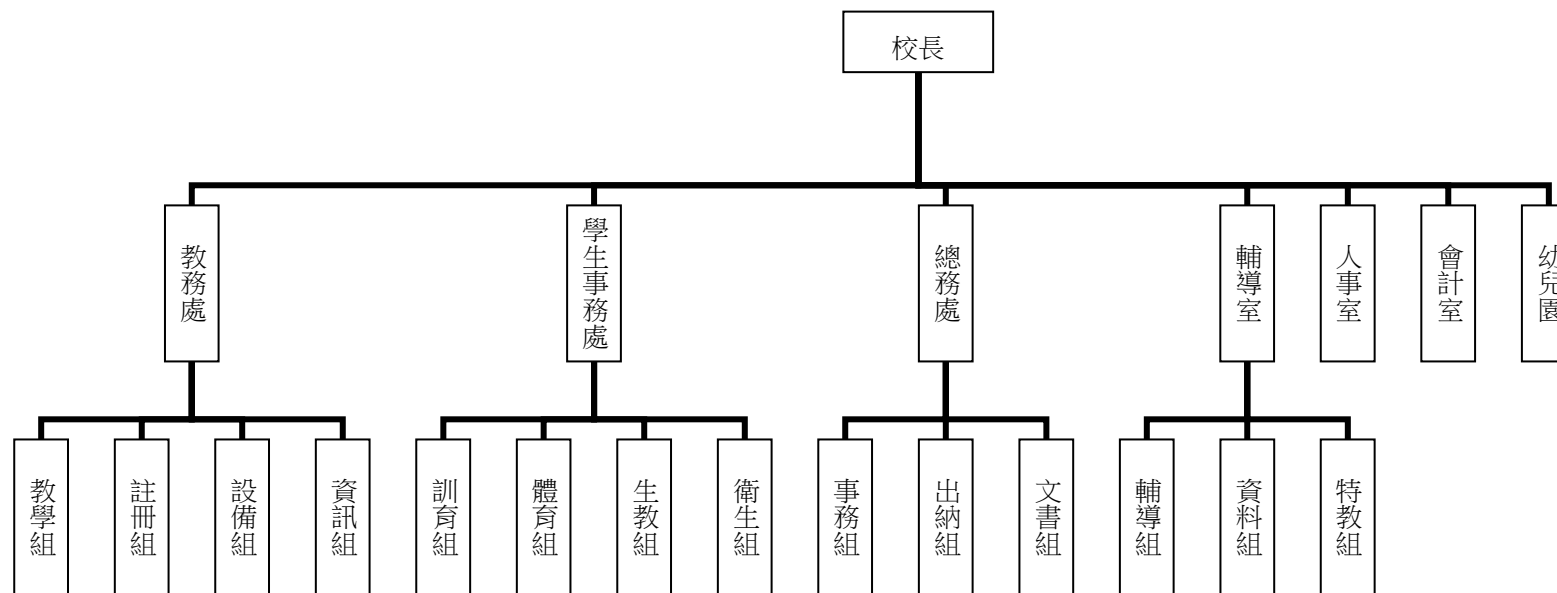 校長
教務處
學生事務處
總務處
輔導室
人事室
會計室
幼兒園
教學組
註冊組
設備組
資訊組
訓育組
體育組
生教組
衛生組
事務組
出納組
文書組
輔導組
資料組
特教組